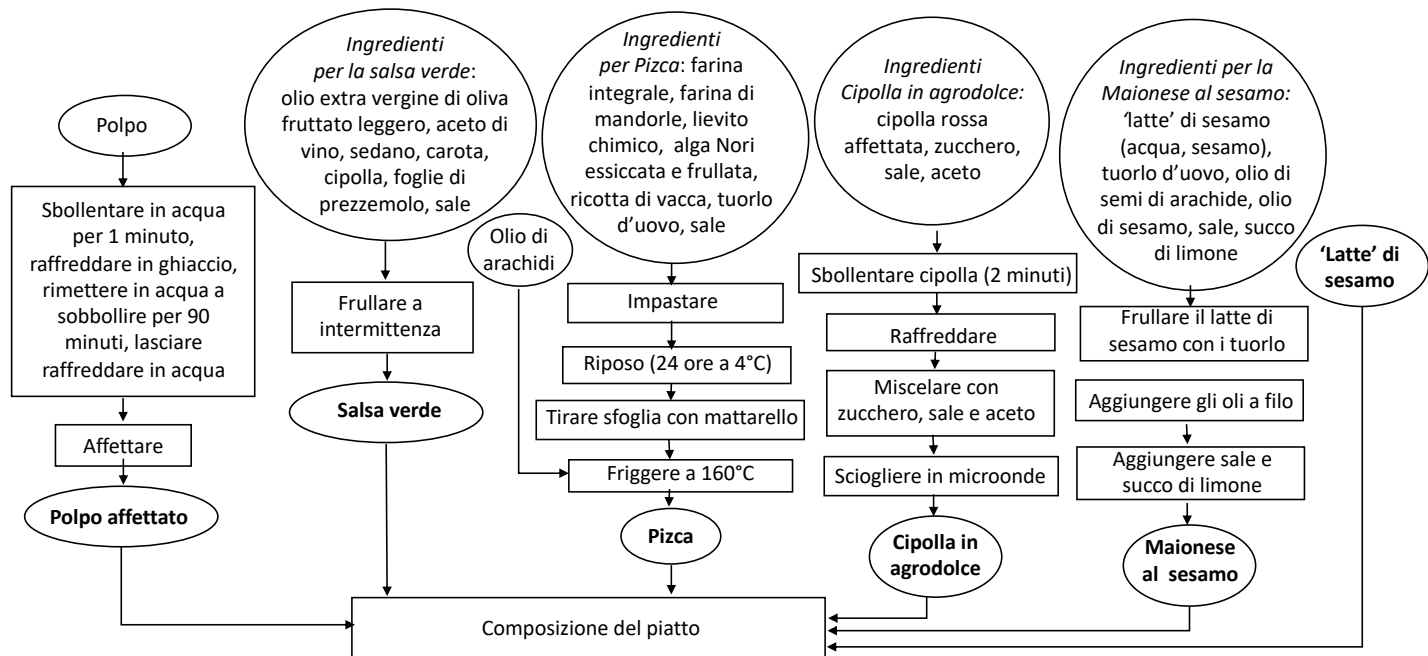 Polpo
Sbollentare in acqua
per 1 minuto,
raffreddare in ghiaccio,
rimettere in acqua a
sobbollire per 90
minuti, lasciare
raffreddare in acqua
Affettare
Polpo affettato
Ingredienti
per la salsa verde:
olio extra vergine di oliva
fruttato leggero, aceto di
vino, sedano, carota,
cipolla, foglie di
prezzemolo, sale
Frullare a
intermittenza
Salsa verde
Olio di
arachidi
Ingredienti
per Pizca: farina
integrale, farina di
mandorle, lievito
chimico, alga Nori
essiccata e frullata,
ricotta di vacca, tuorlo
d'uovo, sale
Impastare
Riposo (24 ore a 4°C)
Tirare sfoglia con mattarello
Friggere a 160°C
Pizca
Ingredienti
Cipolla in agrodolce:
cipolla rossa
affettata, zucchero,
sale, aceto
Sbollentare cipolla (2 minuti)
Raffreddare
Miscelare con
zucchero, sale e aceto
Sciogliere in microonde
Cipolla in
agrodolce
Ingredienti per la
Maionese al sesamo:
'latte' di sesamo
(acqua, sesamo),
tuorlo d'uovo, olio di
semi di arachide, olio
di sesamo, sale, succo
di limone
Frullare il latte di
sesamo con i tuorlo
Aggiungere gli oli a filo
Aggiungere sale e
succo di limone
Maionese
al sesamo
'Latte' di
sesamo
Composizione del piatto